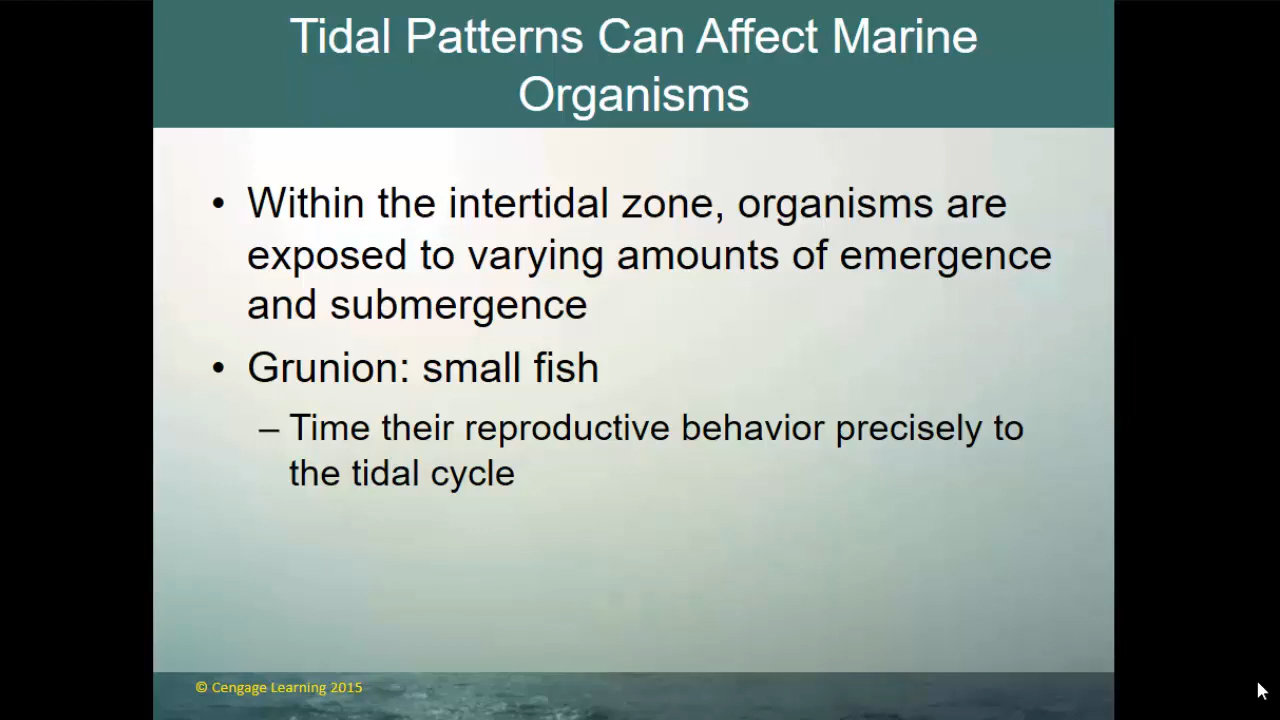 Tidal Patterns Can Affect Marine
Organisms
• Within the intertidal zone, organisms are
exposed to varying amounts of emergence
and submergence
• Grunion: small fish
– Time their reproductive behavior precisely to
the tidal cycle
© Cengage Learning 2015